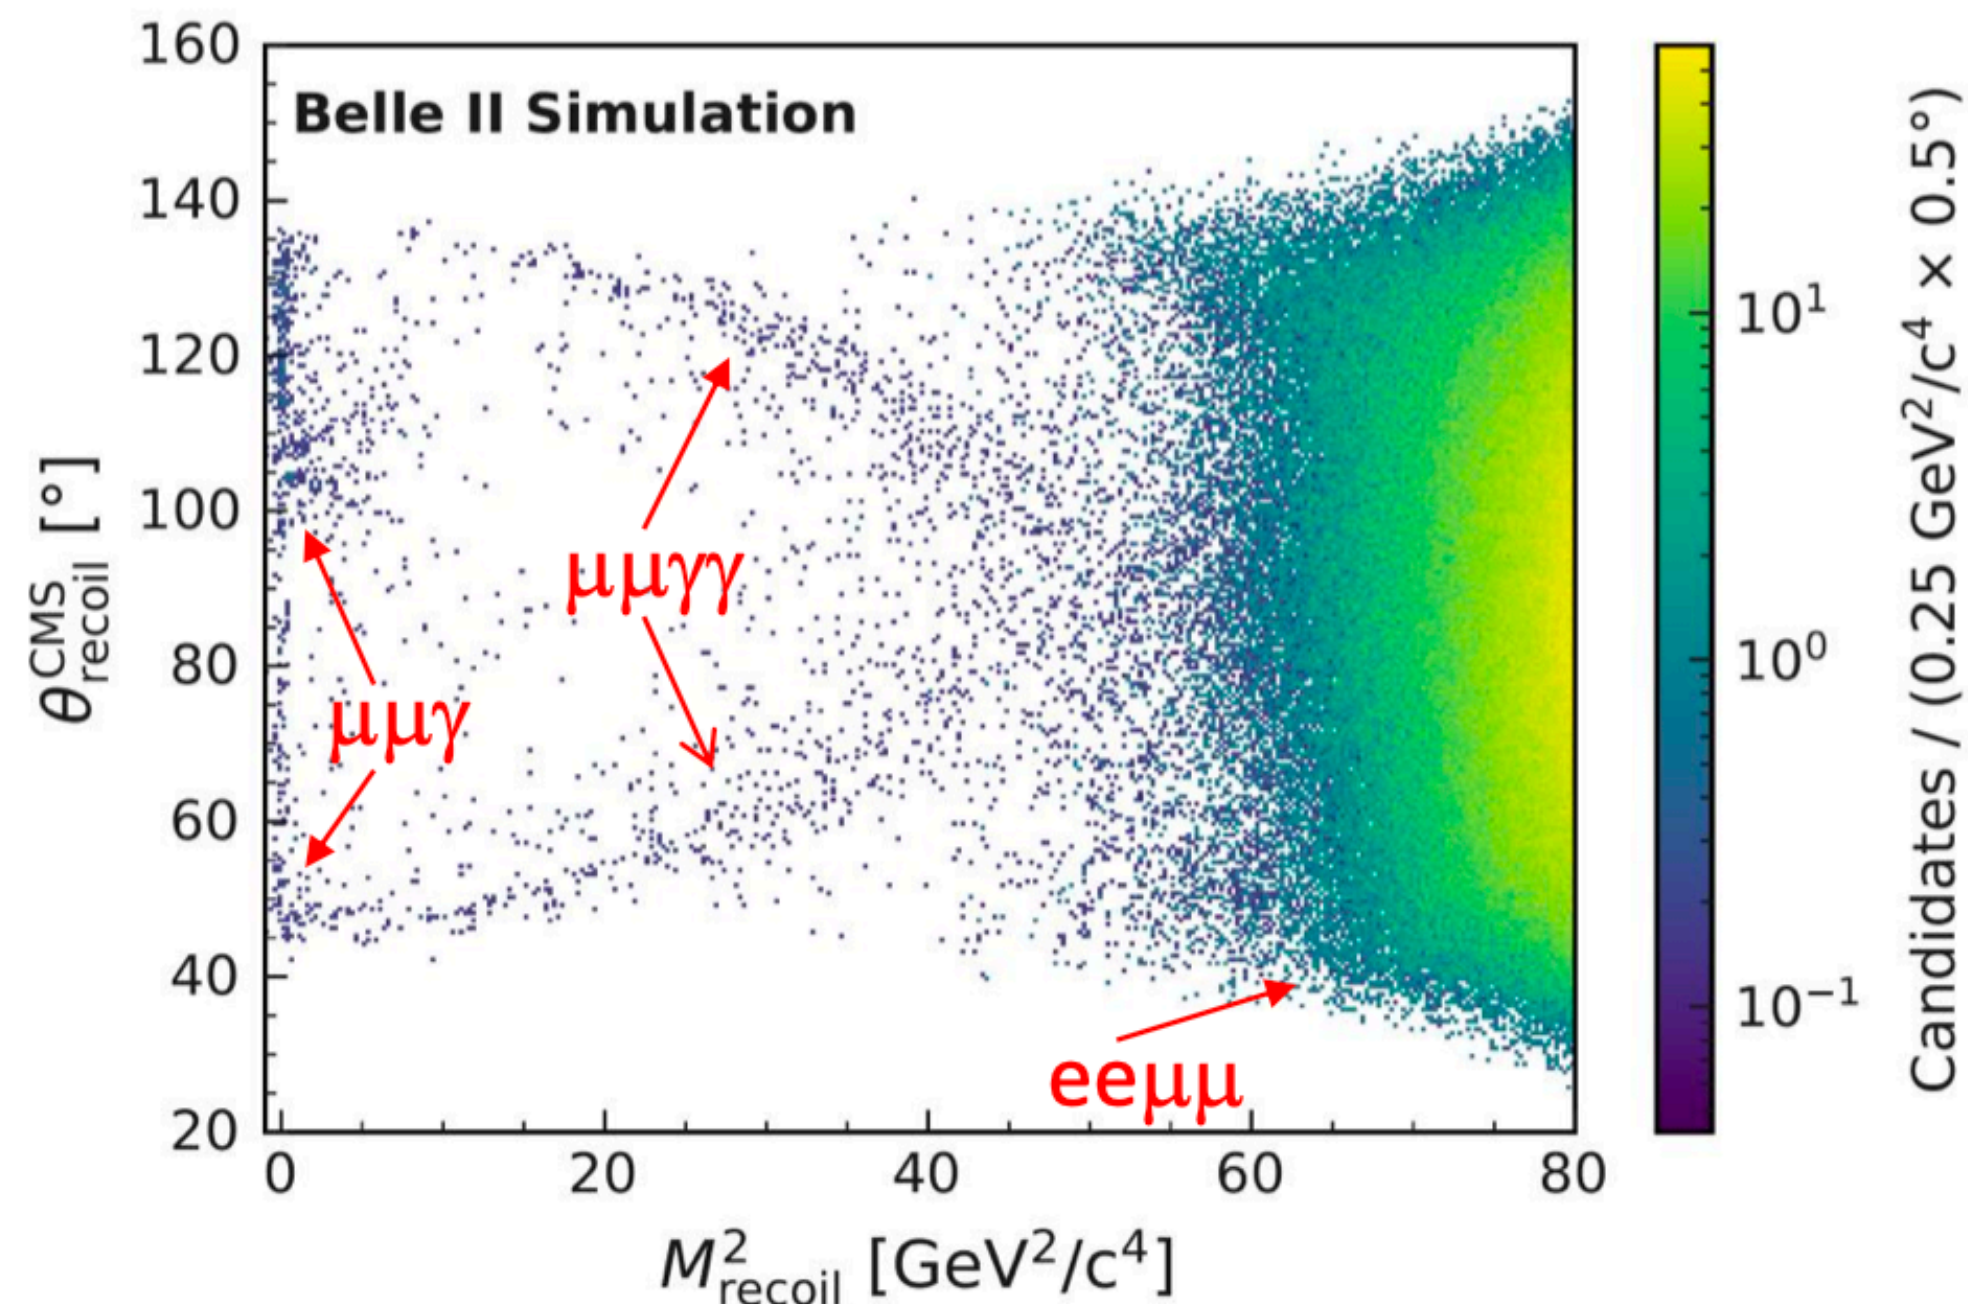 Belle II Simulation
160
140
120
100
80
60
40
20
θ^CMS_recoil [°]
μμγγ
μμγ
eeμμ
0 20 40 60 80
M²_recoil [GeV²/c⁴]
10¹
10⁰
10⁻¹
Candidates / (0.25 GeV²/c⁴ × 0.5°)